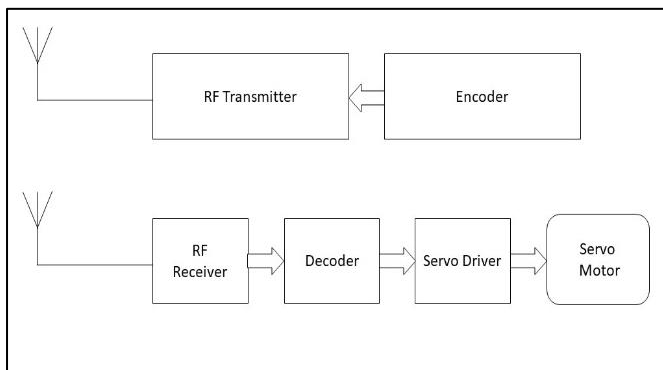 RF Transmitter
Encoder
RF
Receiver
Decoder
Servo Driver
Servo
Motor